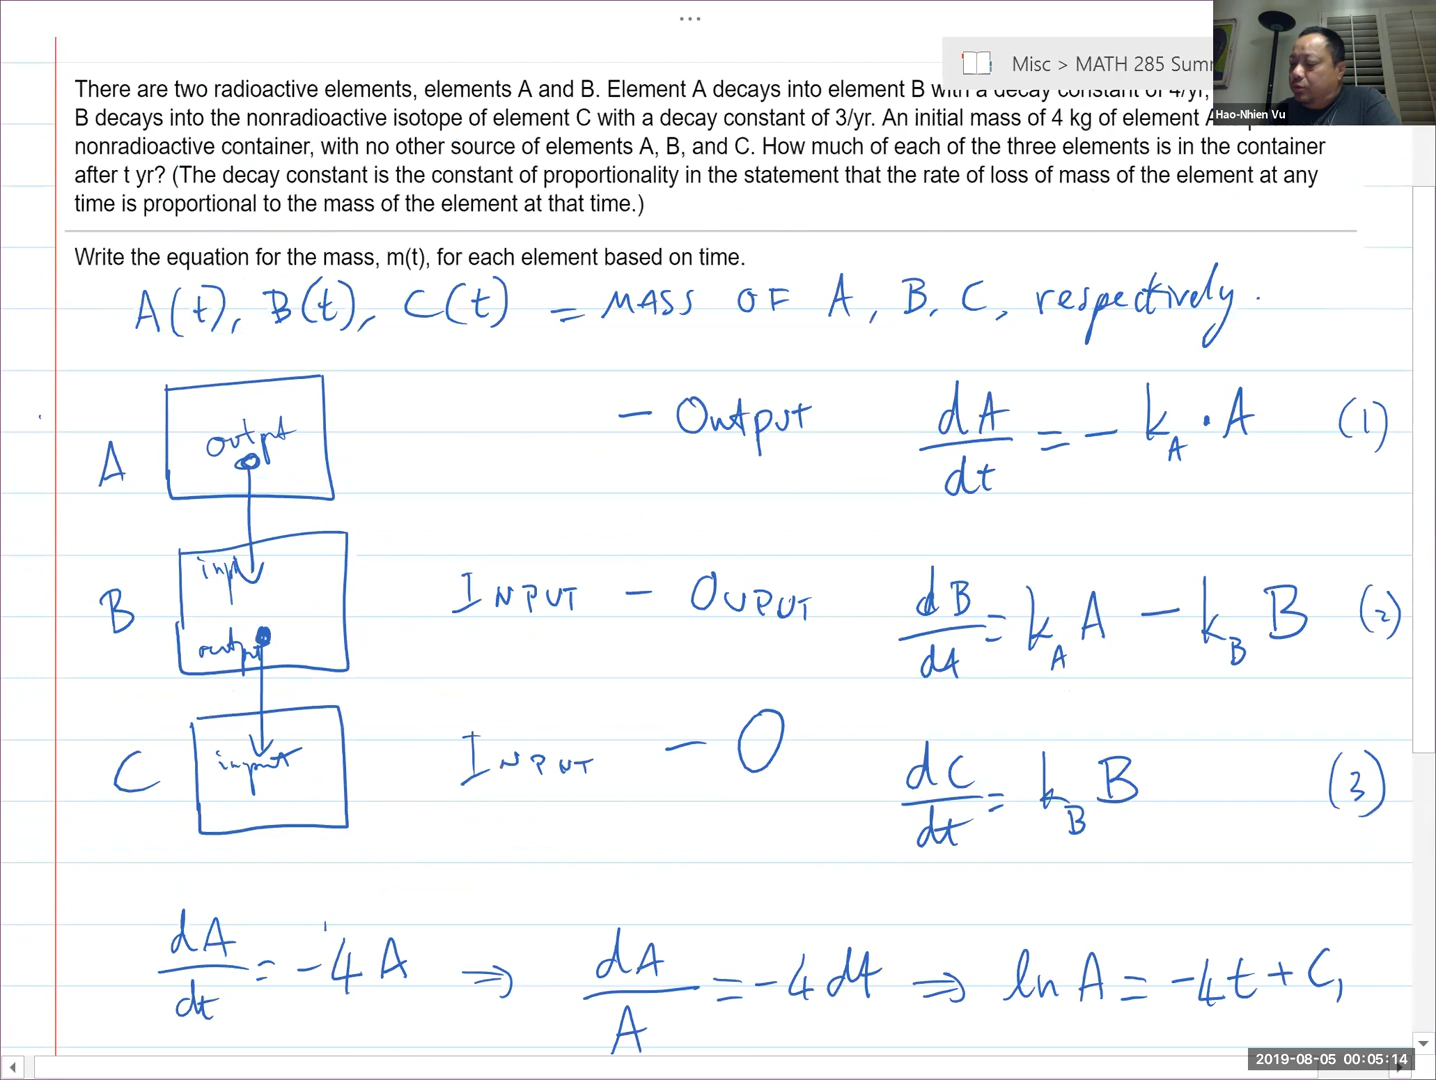 Misc > MATH 285 Sum
There are two radioactive elements, elements A and B. Element A decays into element B with a decay constant of 4/yr,
Hao-Nhien Vu
B decays into the nonradioactive isotope of element C with a decay constant of 3/yr. An initial mass of 4 kg of element A
nonradioactive container, with no other source of elements A, B, and C. How much of each of the three elements is in the container
after t yr? (The decay constant is the constant of proportionality in the statement that the rate of loss of mass of the element at any
time is proportional to the mass of the element at that time.)
Write the equation for the mass, m(t), for each element based on time.
A(t), B(t), C(t) = MASS OF A, B, C, respectively.
A output - Output dA/dt = - k_A · A (1)
B input output INPUT - OUPUT dB/dt = k_A A - k_B B (2)
C input INPUT - O dC/dt = k_B B (3)
dA/dt = -4A ⇒ dA/A = -4dt ⇒ ln A = -4t + C₁
2019-08-05 00:05:14